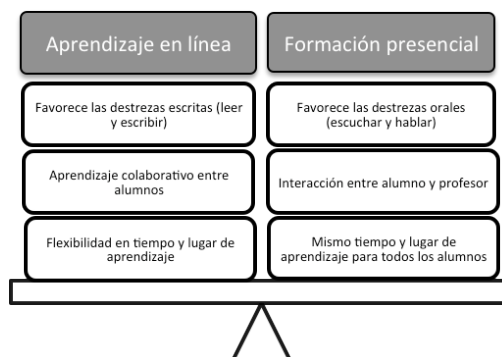 Aprendizaje en línea
Formación presencial
Favorece las destrezas escritas (leer
y escribir)
Favorece las destrezas orales
(escuchar y hablar)
Aprendizaje colaborativo entre
alumnos
Interacción entre alumno y profesor
Flexibilidad en tiempo y lugar de
aprendizaje
Mismo tiempo y lugar de
aprendizaje para todos los alumnos